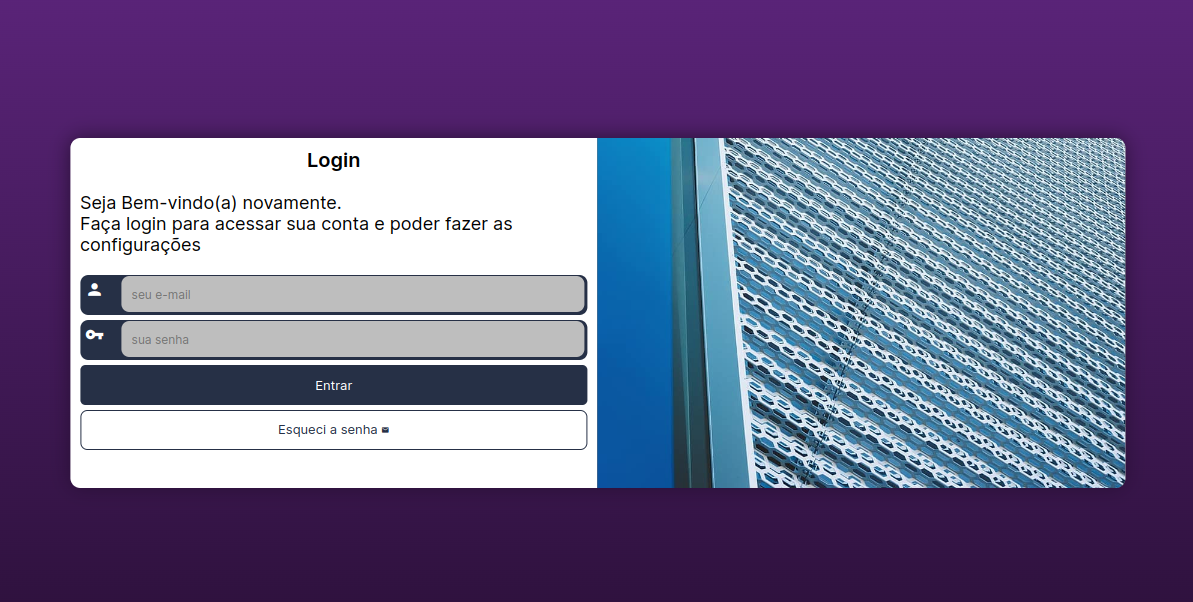 Login
Seja Bem-vindo(a) novamente.
Faça login para acessar sua conta e poder fazer as
configurações
seu e-mail
sua senha
Entrar
Esqueci a senha